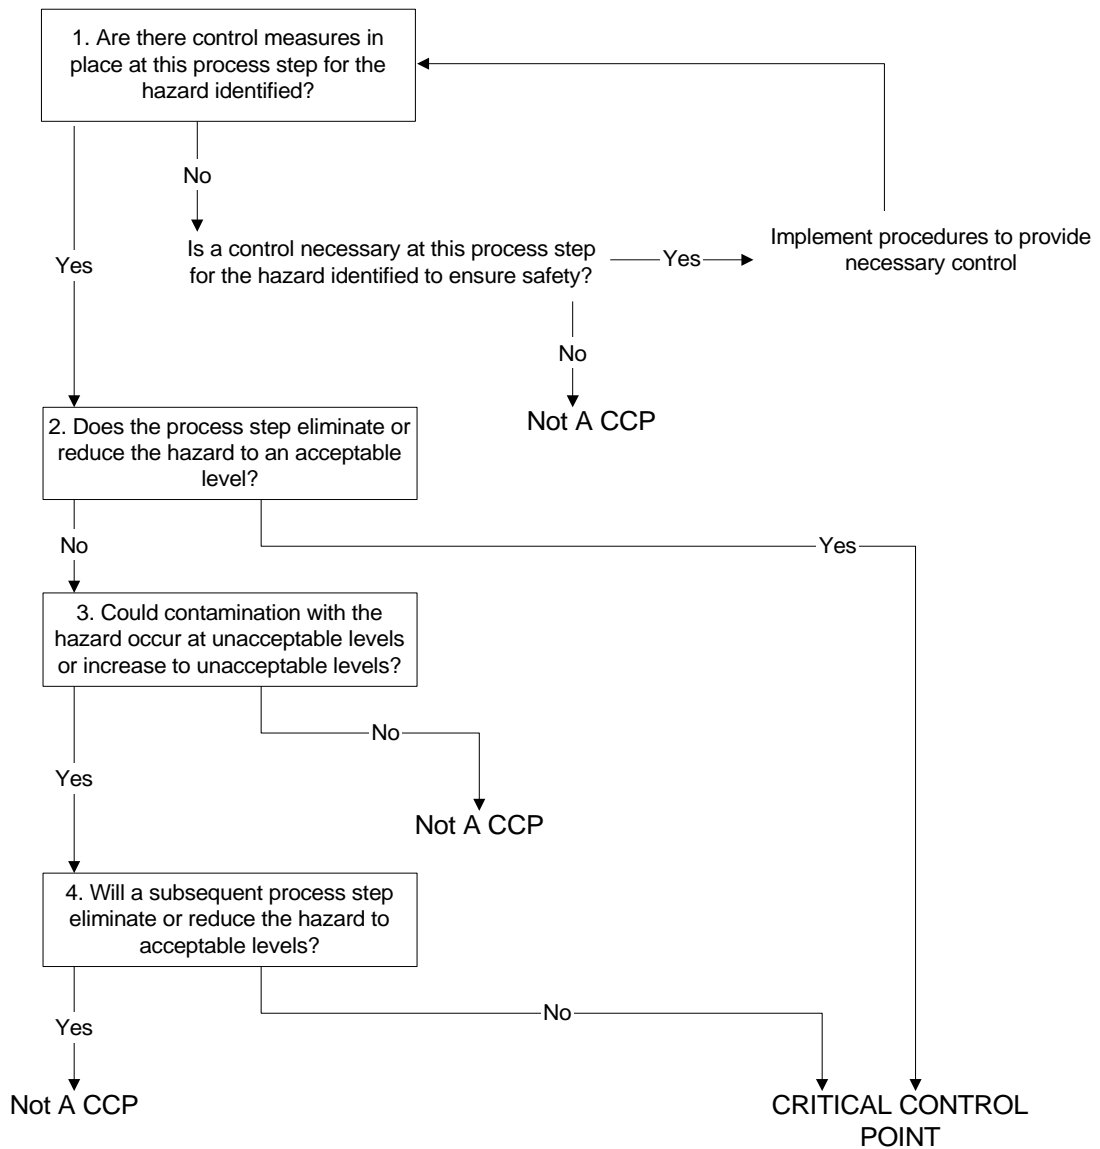 1. Are there control measures in
place at this process step for the
hazard identified?
No
Yes
Is a control necessary at this process step
for the hazard identified to ensure safety?
Yes
Implement procedures to provide
necessary control
No
Not A CCP
2. Does the process step eliminate or
reduce the hazard to an acceptable
level?
No
Yes
3. Could contamination with the
hazard occur at unacceptable levels
or increase to unacceptable levels?
No
Yes
Not A CCP
4. Will a subsequent process step
eliminate or reduce the hazard to
acceptable levels?
No
Yes
Not A CCP
CRITICAL CONTROL
POINT